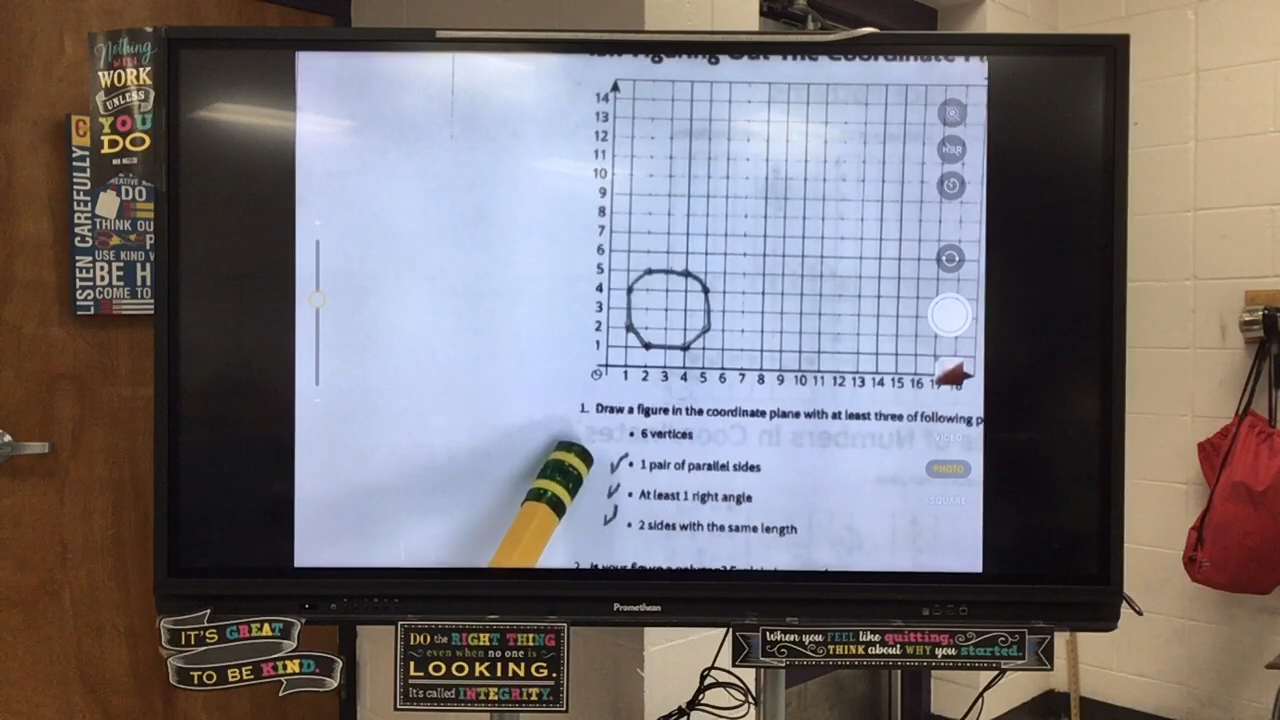 Nothing
WILL
WORK
UNLESS
YOU
DO
LISTEN CAREFULLY
DO
THINK
USE KIND
BE
COME TO
Figuring Out The Coordinate
14
13
12
11
10
9
8
7
6
5
4
3
2
1
1 2 3 4 5 6 7 8 9 10 11 12 13 14 15 16
HDR
1. Draw a figure in the coordinate plane with at least three of following
• 6 vertices
• 1 pair of parallel sides
• At least 1 right angle
• 2 sides with the same length
VIDEO
PHOTO
SQUARE
Promethean
IT'S GREAT
TO BE KIND.
DO the RIGHT THING
even when no one is
LOOKING.
It's called INTEGRITY.
When you FEEL like quitting,
THINK about WHY you started.